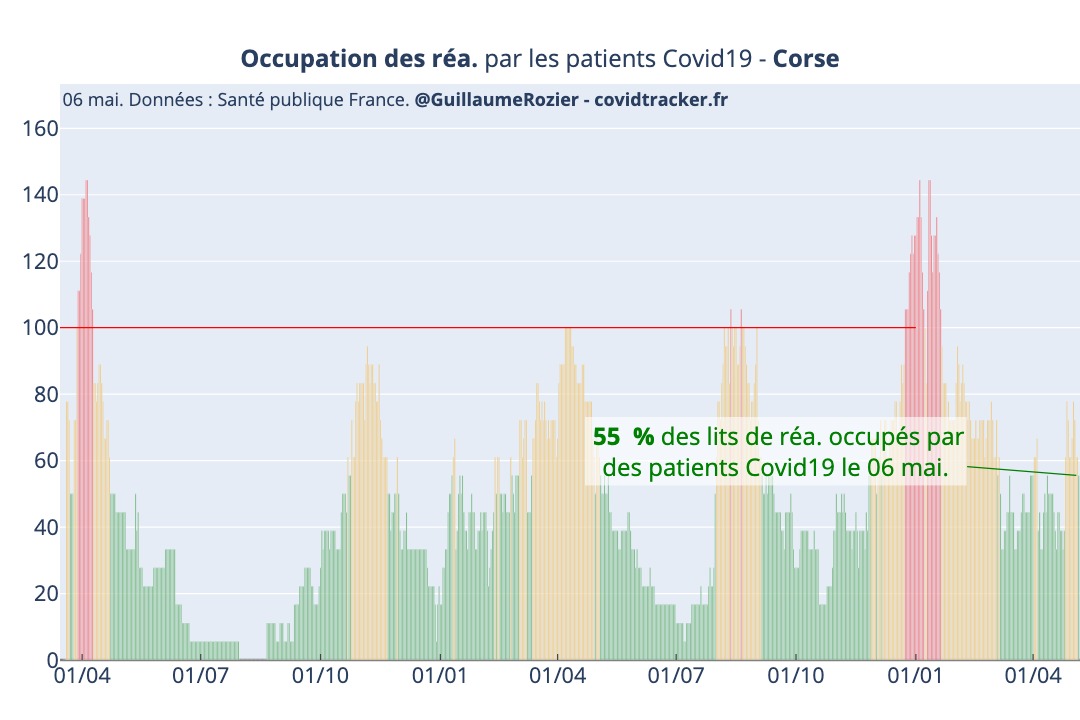 Occupation des réa. par les patients Covid19 - Corse
06 mai. Données : Santé publique France. @GuillaumeRozier - covidtracker.fr
160
140
120
100
80
60
40
20
0
55 % des lits de réa. occupés par
des patients Covid19 le 06 mai.
01/04 01/07 01/10 01/01 01/04 01/07 01/10 01/01 01/04